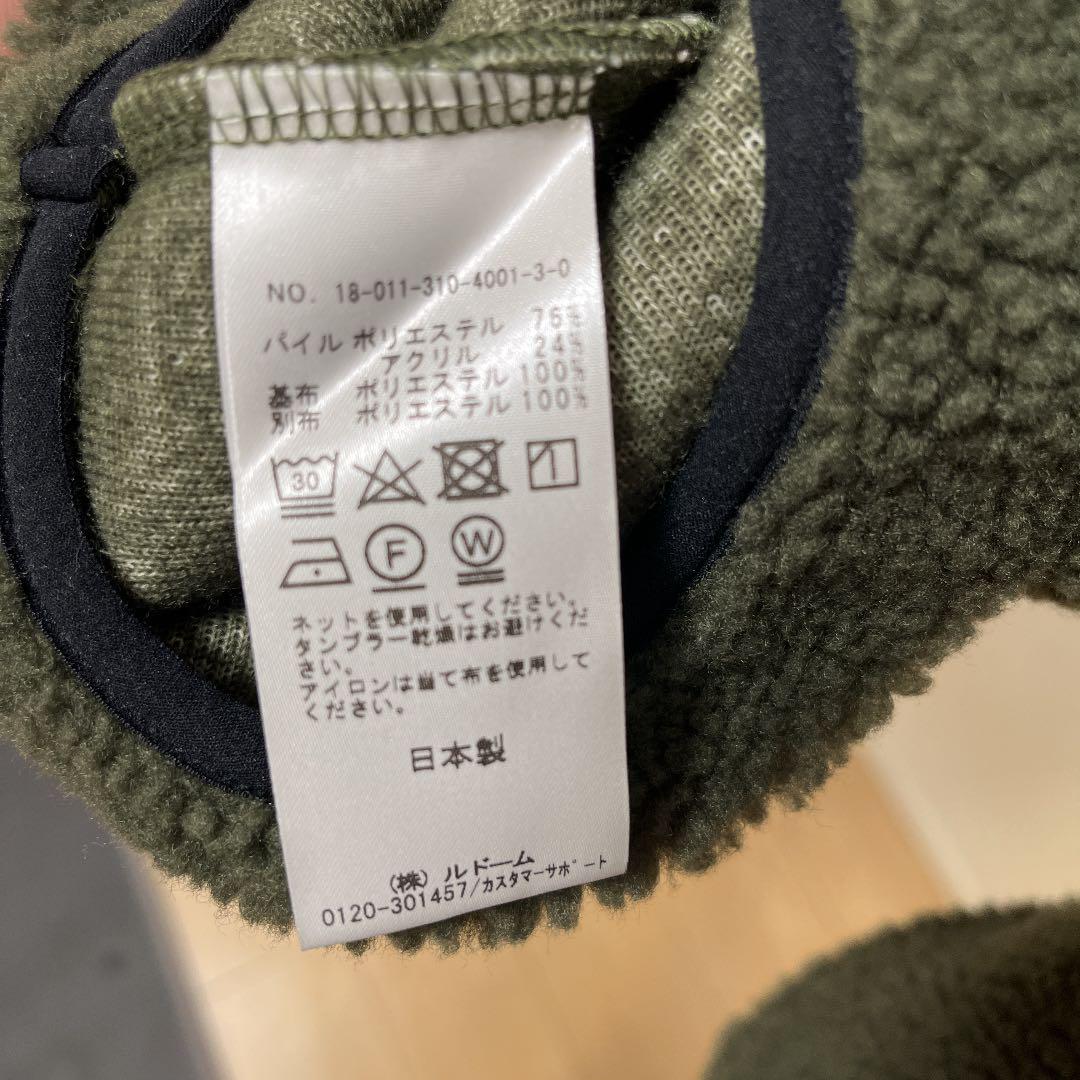 NO. 18-011-310-4001-3-0
パイル ポリエステル 76%
アクリル 24%
基布 ポリエステル 100%
別布 ポリエステル 100%
30
F W
ネットを使用してください。
タンブラー乾燥はお避けくだ
さい。
アイロンは当て布を使用して
ください。
日本製
(株) ルドーム
0120-301457/カスタマーサポート